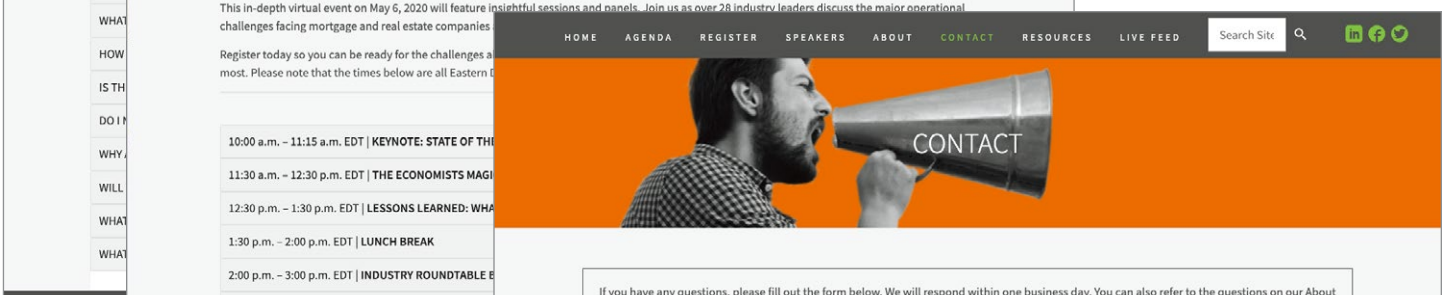 WHAT
HOW
IS TH
DO I
WHY
WILL
WHAT
WHAT
This in-depth virtual event on May 6, 2020 will feature insightful sessions and panels. Join us as over 28 industry leaders discuss the major operational
challenges facing mortgage and real estate companies
Register today so you can be ready for the challenges
most. Please note that the times below are all Eastern
10:00 a.m. – 11:15 a.m. EDT | KEYNOTE: STATE OF THE
11:30 a.m. – 12:30 p.m. EDT | THE ECONOMISTS MAGI
12:30 p.m. – 1:30 p.m. EDT | LESSONS LEARNED: WHA
1:30 p.m. – 2:00 p.m. EDT | LUNCH BREAK
2:00 p.m. – 3:00 p.m. EDT | INDUSTRY ROUNDTABLE
HOME AGENDA REGISTER SPEAKERS ABOUT CONTACT RESOURCES LIVE FEED Search Site
CONTACT
If you have any questions, please fill out the form below. We will respond within one business day. You can also refer to the questions on our About